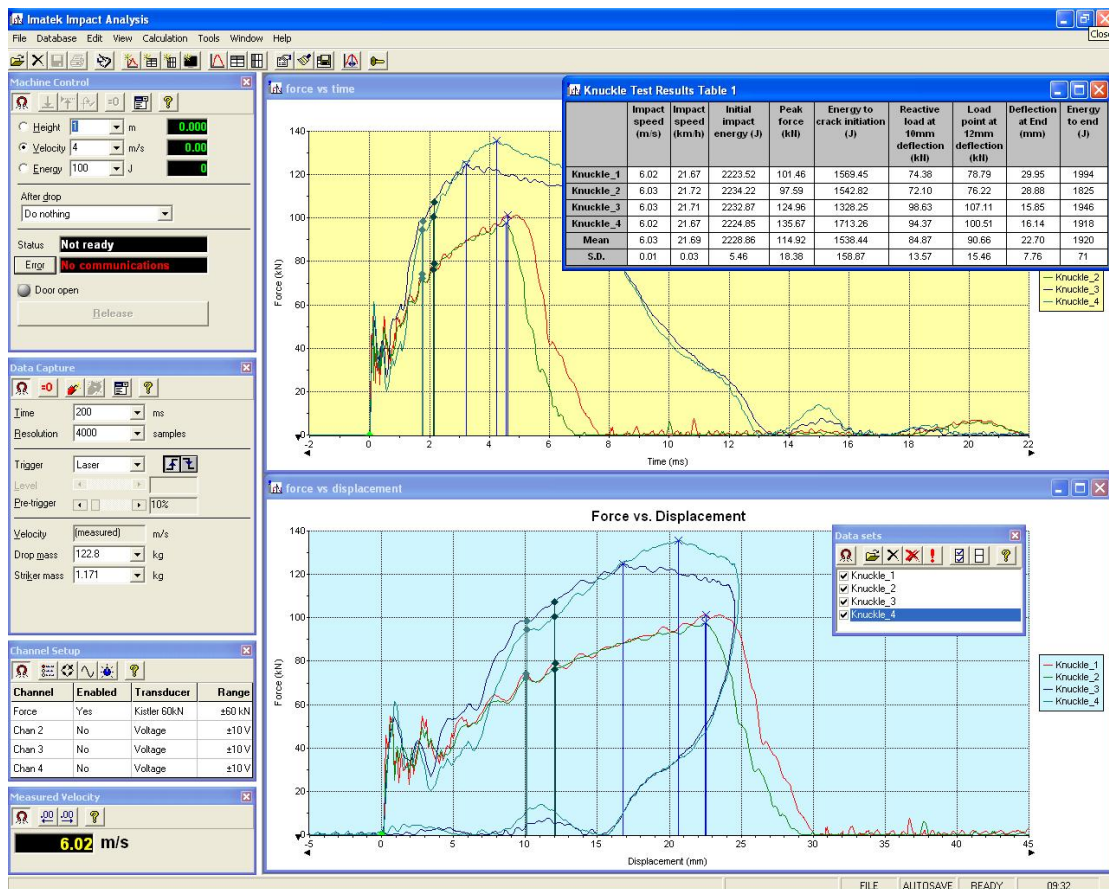 Imatek Impact Analysis
File Database Edit View Calculation Tools Window Help
Close
Machine Control
Height 1 m 0.000
Velocity 4 m/s 0.00
Energy 100 J 0
After drop
Do nothing
Status Not ready
Error No communications
Door open
Release
Data Capture
Time 200 ms
Resolution 4000 samples
Trigger Laser
Level
Pre-trigger 10%
Velocity (measured) m/s
Drop mass 122.8 kg
Striker mass 1.171 kg
Channel Setup
Channel Enabled Transducer Range
Force Yes Kistler 60kN ±60 kN
Chan 2 No Voltage ±10 V
Chan 3 No Voltage ±10 V
Chan 4 No Voltage ±10 V
Measured Velocity
6.02 m/s
force vs time
140
120
100
80
60
40
20
0
Force (kN)
-2 0 2 4 6 8 10 12 14 16 18 20 22
Time (ms)
Knuckle_2
Knuckle_3
Knuckle_4
Knuckle Test Results Table 1
Impact speed (m/s) Impact speed (km/h) Initial impact energy (J) Peak force (kN) Energy to crack initiation (J) Reactive load at 10mm deflection (kN) Load point at 12mm deflection (kN) Deflection at End (mm) Energy to end (J)
Knuckle_1 6.02 21.67 2223.52 101.46 1569.45 74.38 78.79 29.95 1994
Knuckle_2 6.03 21.72 2234.22 97.59 1542.82 72.10 76.22 28.88 1825
Knuckle_3 6.03 21.71 2232.87 124.96 1328.25 98.63 107.11 15.85 1946
Knuckle_4 6.02 21.67 2224.85 135.67 1713.26 94.37 100.51 16.14 1918
Mean 6.03 21.69 2228.86 114.92 1538.44 84.87 90.66 22.70 1920
S.D. 0.01 0.03 5.46 18.38 158.87 13.57 15.46 7.76 71
force vs displacement
Force vs. Displacement
140
120
100
80
60
40
20
0
Force (kN)
-5 0 5 10 15 20 25 30 35 40 45
Displacement (mm)
Data sets
Knuckle_1
Knuckle_2
Knuckle_3
Knuckle_4
Knuckle_1
Knuckle_2
Knuckle_3
Knuckle_4
FILE AUTOSAVE READY 09:32